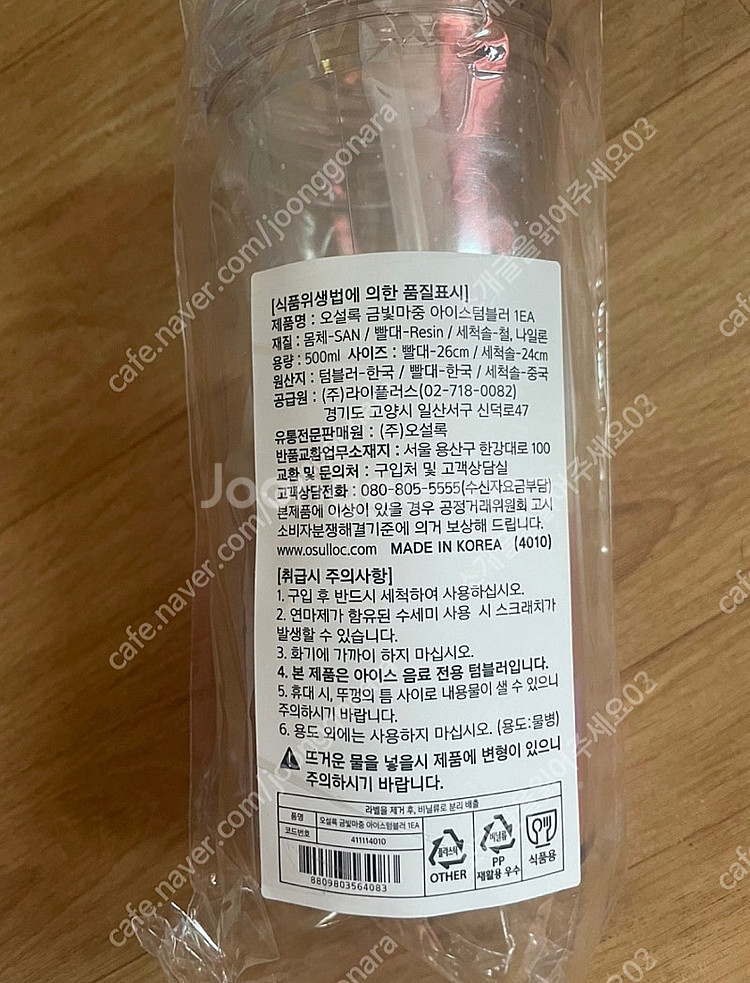 [식품위생법에 의한 품질표시]
제품명 : 오설록 금빛마중 아이스텀블러 1EA
재질 : 몸체-SAN / 빨대-Resin / 세척솔-철, 나일론
용량 : 500ml 사이즈 : 빨대-26cm / 세척솔-24cm
원산지 : 텀블러-한국 / 빨대-한국 / 세척솔-중국
공급원 : (주)라이플러스(02-718-0082)
경기도 고양시 일산서구 신덕로47
유통전문판매원 : (주)오설록
반품교환업무소재지 : 서울 용산구 한강대로 100
교환 및 문의처 : 구입처 및 고객상담실
고객상담전화 : 080-805-5555(수신자요금부담)
본제품에 이상이 있을 경우 공정거래위원회 고시
소비자분쟁해결기준에 의거 보상해 드립니다.
www.osulloc.com MADE IN KOREA (4010)
[취급시 주의사항]
1. 구입 후 반드시 세척하여 사용하십시오.
2. 연마제가 함유된 수세미 사용 시 스크래치가
발생할 수 있습니다.
3. 화기에 가까이 하지 마십시오.
4. 본 제품은 아이스 음료 전용 텀블러입니다.
5. 휴대 시, 뚜껑의 틈 사이로 내용물이 샐 수 있으니
주의하시기 바랍니다.
6. 용도 외에는 사용하지 마십시오. (용도:물병)
뜨거운 물을 넣을시 제품에 변형이 있으니
주의하시기 바랍니다.
라벨을 제거 후, 비닐류로 분리 배출
품명 오설록 금빛마중 아이스텀블러 1EA
코드번호 411114010
8809803564083
플라스틱
OTHER
비닐류
PP
재활용 우수
식품용
cafe.naver.com/joonggonara
cafe.naver.com/joonggonara
cafe.naver.com/joonggonara
소개글을읽어주세요03